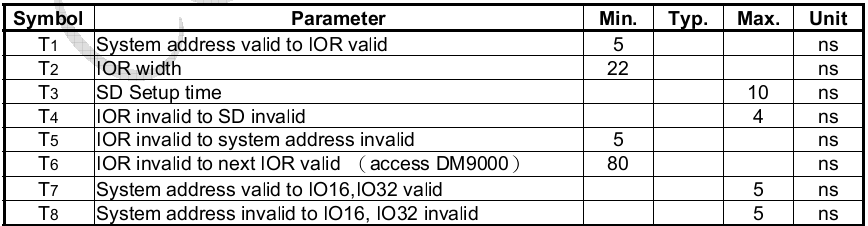 Symbol Parameter Min. Typ. Max. Unit
T1 System address valid to IOR valid 5 ns
T2 IOR width 22 ns
T3 SD Setup time 10 ns
T4 IOR invalid to SD invalid 4 ns
T5 IOR invalid to system address invalid 5 ns
T6 IOR invalid to next IOR valid （access DM9000） 80 ns
T7 System address valid to IO16,IO32 valid 5 ns
T8 System address invalid to IO16, IO32 invalid 5 ns